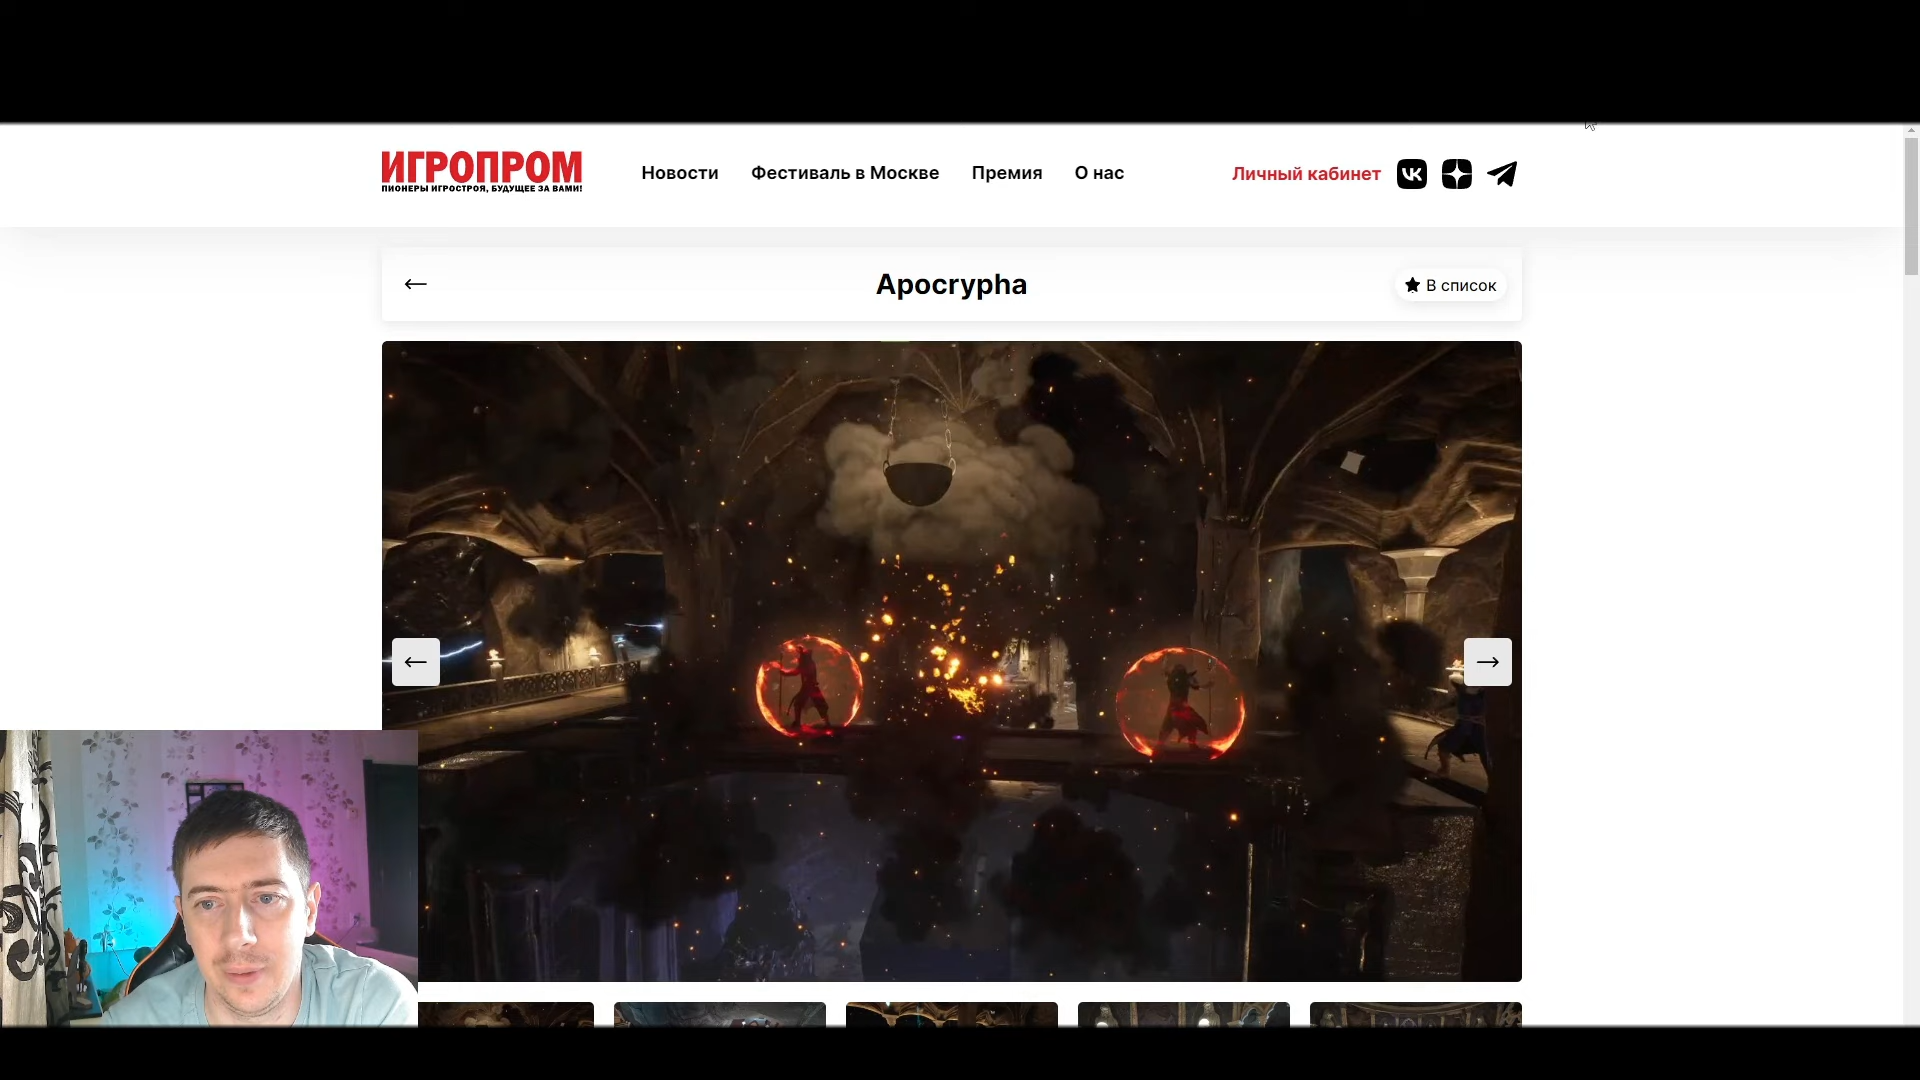 ИГРОПРОМ
ПИОНЕРЫ ИГРОСТРОЯ, БУДУЩЕЕ ЗА ВАМИ!
Новости
Фестиваль в Москве
Премия
О нас
Личный кабинет
Apocrypha
В список